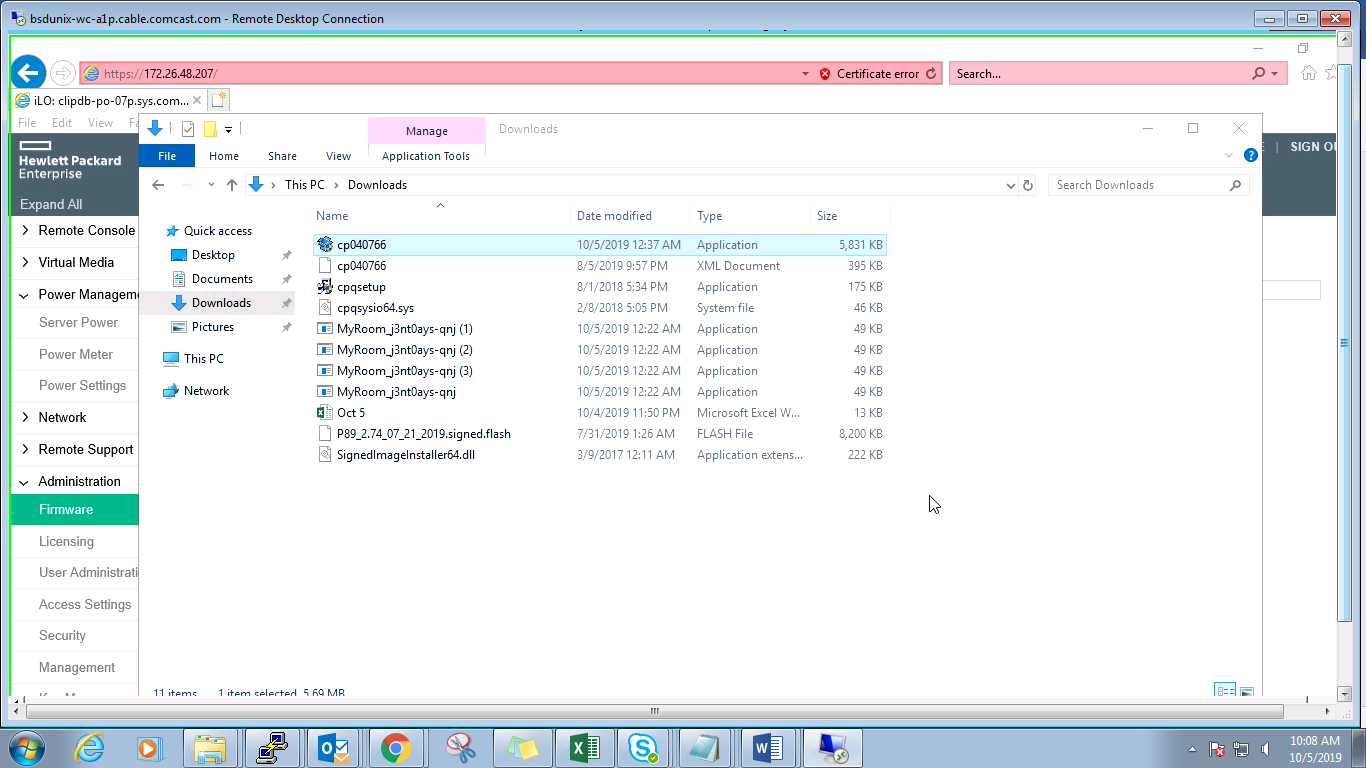 bsdunix-wc-a1p.cable.comcast.com - Remote Desktop Connection
https://172.26.48.207/
Certificate error
Search...
iLO: clipdb-po-07p.sys.com...
File Edit View
Manage
Downloads
Hewlett Packard
Enterprise
SIGN OU
File Home Share View Application Tools
This PC > Downloads
Search Downloads
Expand All
Remote Console
Virtual Media
Power Manageme
Server Power
Power Meter
Power Settings
Network
Remote Support
Administration
Firmware
Licensing
User Administrati
Access Settings
Security
Management
Quick access
Desktop
Documents
Downloads
Pictures
This PC
Network
Name Date modified Type Size
cp040766 10/5/2019 12:37 AM Application 5,831 KB
cp040766 8/5/2019 9:57 PM XML Document 395 KB
cpqsetup 8/1/2018 5:34 PM Application 175 KB
cpqsysio64.sys 2/8/2018 5:05 PM System file 46 KB
MyRoom_j3nt0ays-qnj (1) 10/5/2019 12:22 AM Application 49 KB
MyRoom_j3nt0ays-qnj (2) 10/5/2019 12:22 AM Application 49 KB
MyRoom_j3nt0ays-qnj (3) 10/5/2019 12:22 AM Application 49 KB
MyRoom_j3nt0ays-qnj 10/5/2019 12:22 AM Application 49 KB
Oct 5 10/4/2019 11:50 PM Microsoft Excel W... 13 KB
P89_2.74_07_21_2019.signed.flash 7/31/2019 1:26 AM FLASH File 8,200 KB
SignedImageInstaller64.dll 3/9/2017 12:11 AM Application extens... 222 KB
11 items 1 item selected 5.69 MB
10:08 AM
10/5/2019